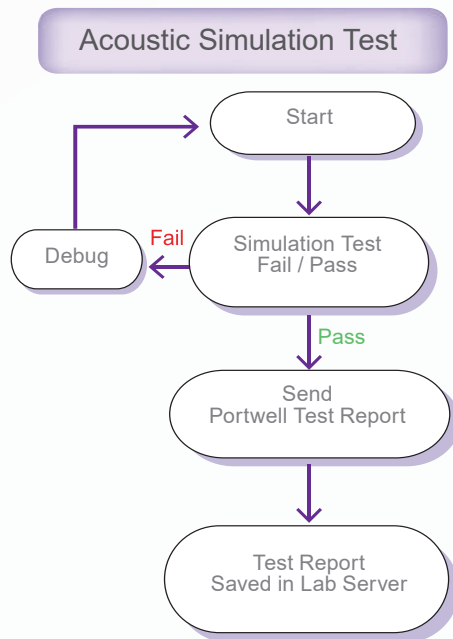 Acoustic Simulation Test
Start
Debug
Fail
Simulation Test
Fail / Pass
Pass
Send
Portwell Test Report
Test Report
Saved in Lab Server